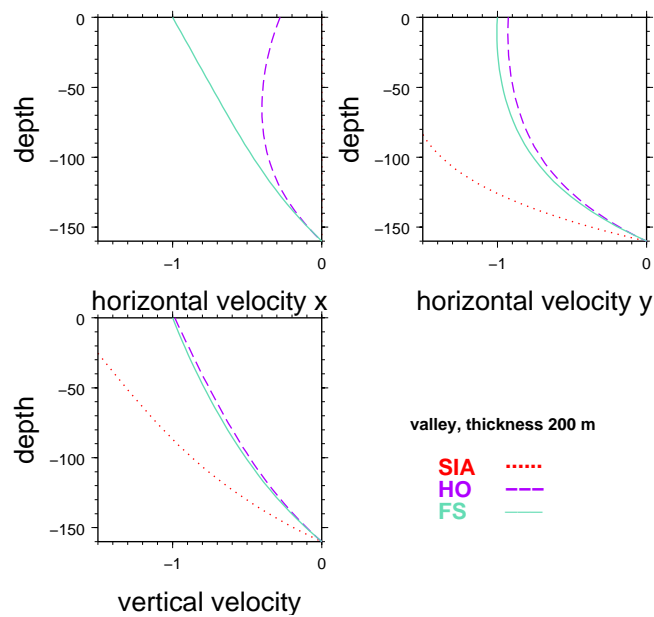 0
−50
−100
−150
depth
−1
0
horizontal velocity x
0
−50
−100
−150
depth
−1
0
horizontal velocity y
0
−50
−100
−150
depth
−1
0
vertical velocity
valley, thickness 200 m
SIA
HO
FS